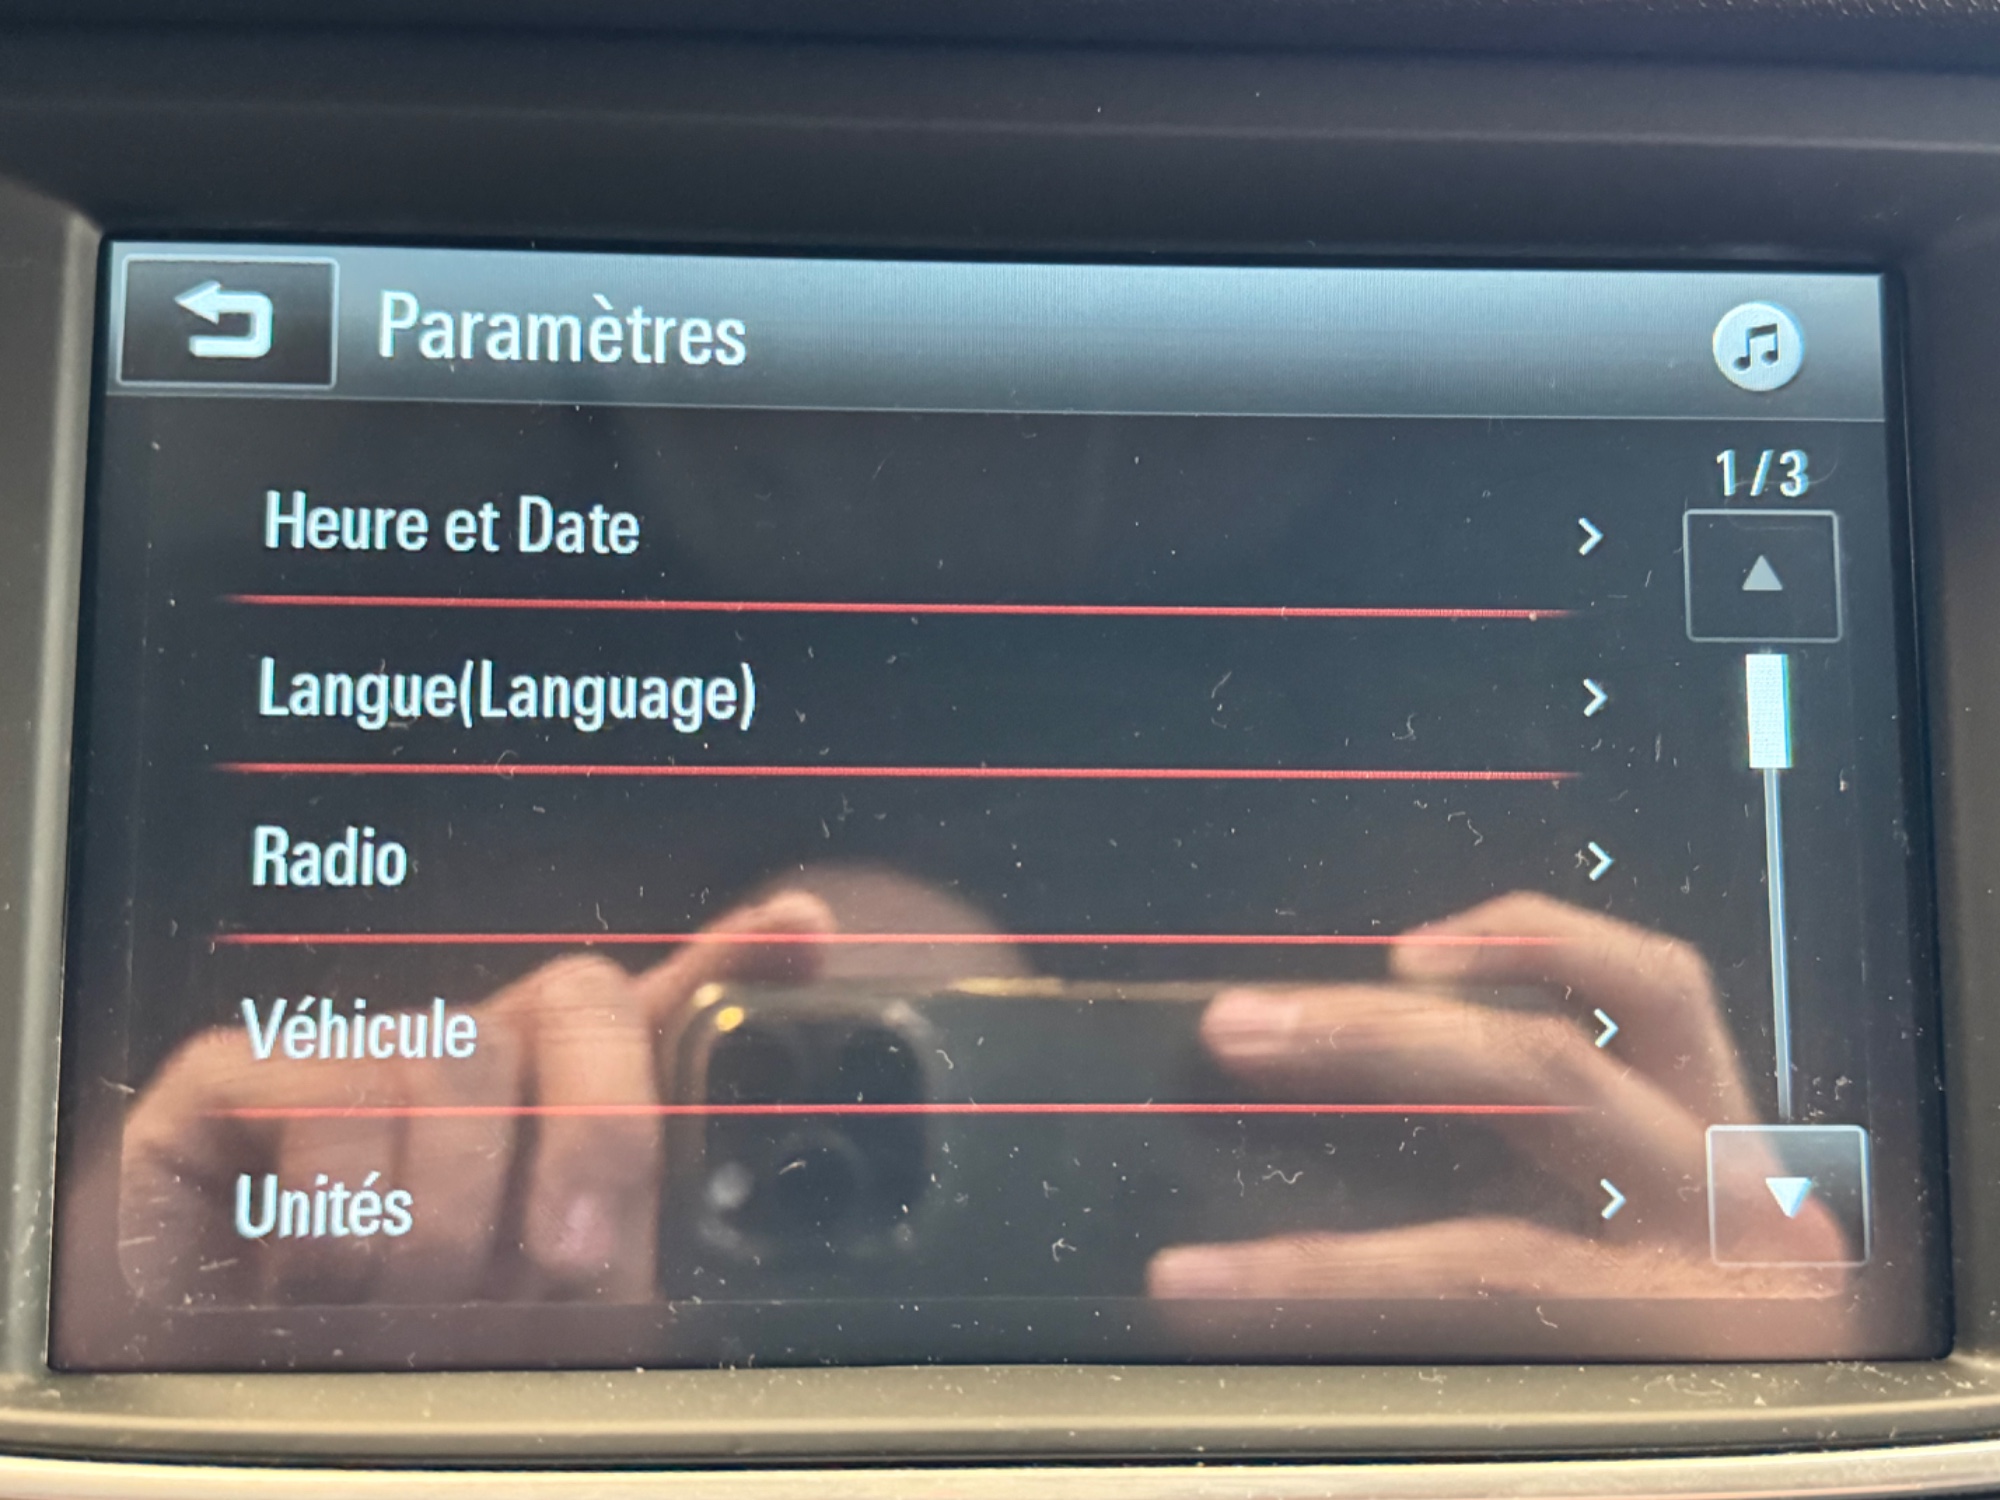 Paramètres
1/3
Heure et Date
Langue(Language)
Radio
Véhicule
Unités